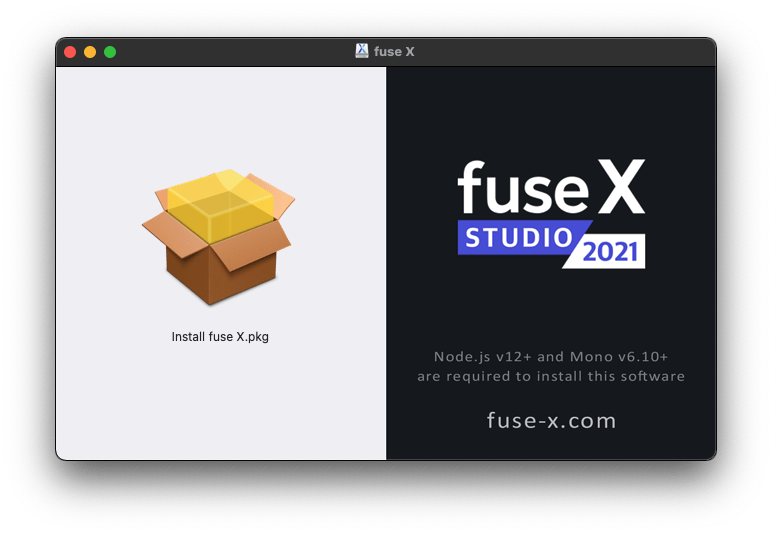 fuse X
Install fuse X.pkg
fuse X
STUDIO
2021
Node.js v12+ and Mono v6.10+
are required to install this software
fuse-x.com